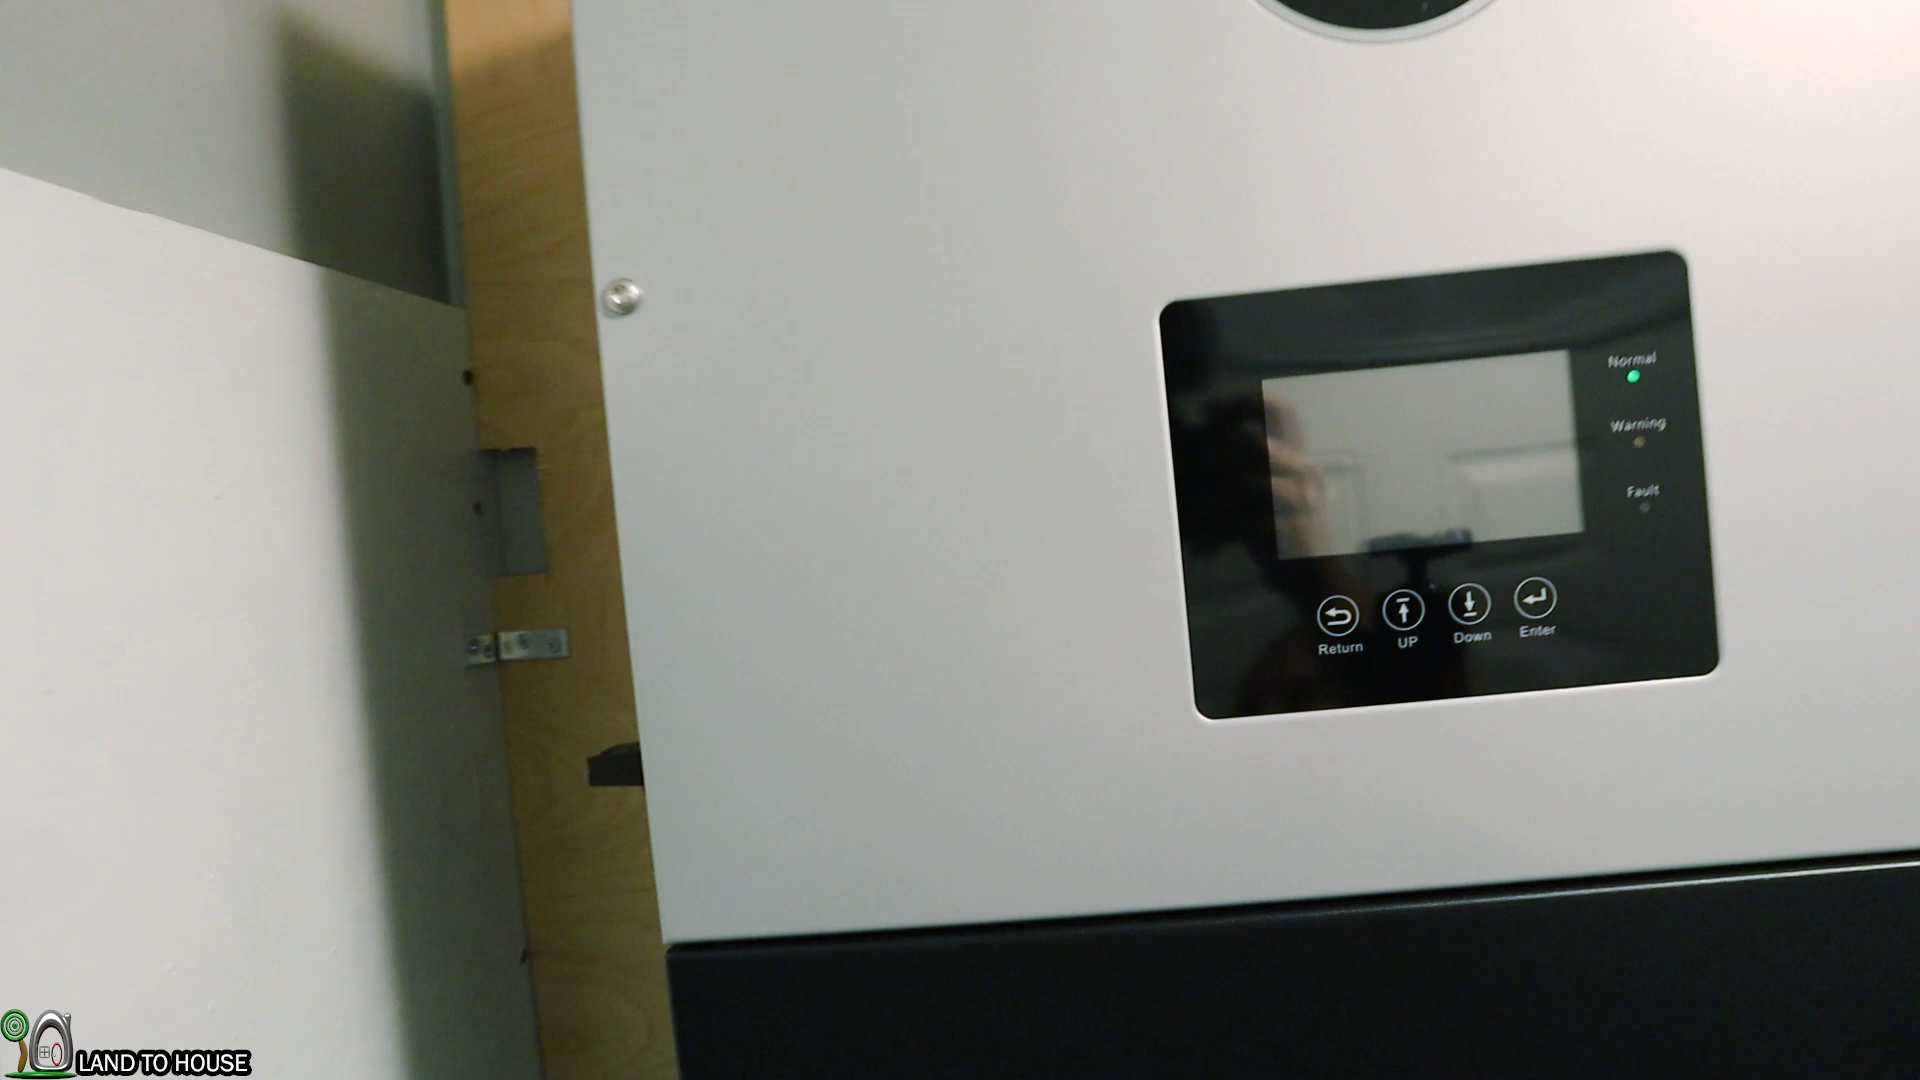 Normal
Warning
Fault
Return
UP
Down
Enter
LAND TO HOUSE